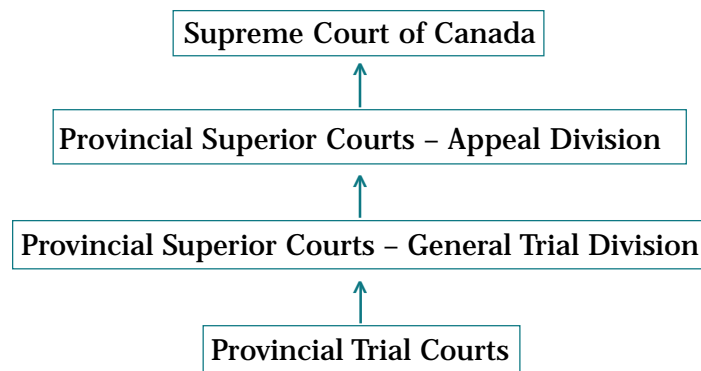 Supreme Court of Canada
Provincial Superior Courts – Appeal Division
Provincial Superior Courts – General Trial Division
Provincial Trial Courts